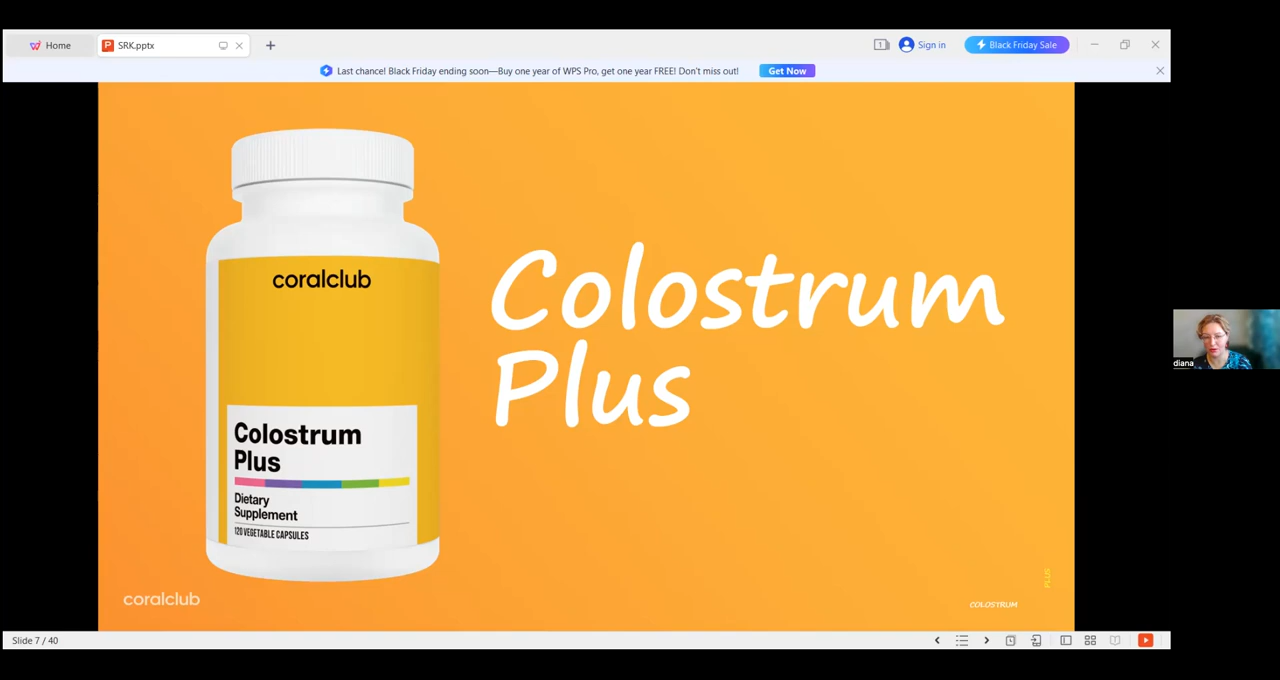 Home
SRK.pptx
1
Sign in
Black Friday Sale
Last chance! Black Friday ending soon—Buy one year of WPS Pro, get one year FREE! Don't miss out!
Get Now
coralclub
Colostrum
Plus
Colostrum
Plus
Dietary
Supplement
120 VEGETABLE CAPSULES
coralclub
PLUS
COLOSTRUM
diana
Slide 7 / 40